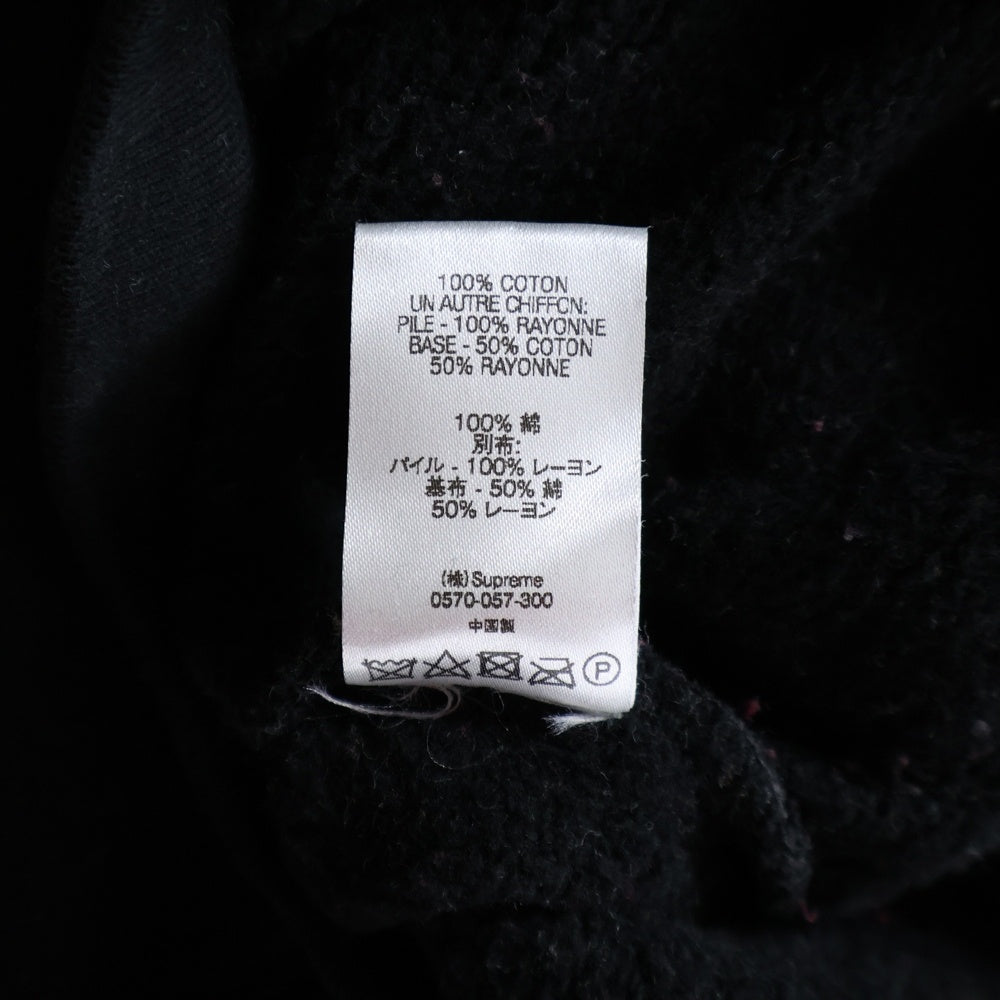 100% COTON
UN AUTRE CHIFFON:
PILE - 100% RAYONNE
BASE - 50% COTON
50% RAYONNE
100% 綿
別布:
パイル - 100% レーヨン
基布 - 50% 綿
50% レーヨン
(株)Supreme
0570-057-300
中国製
P